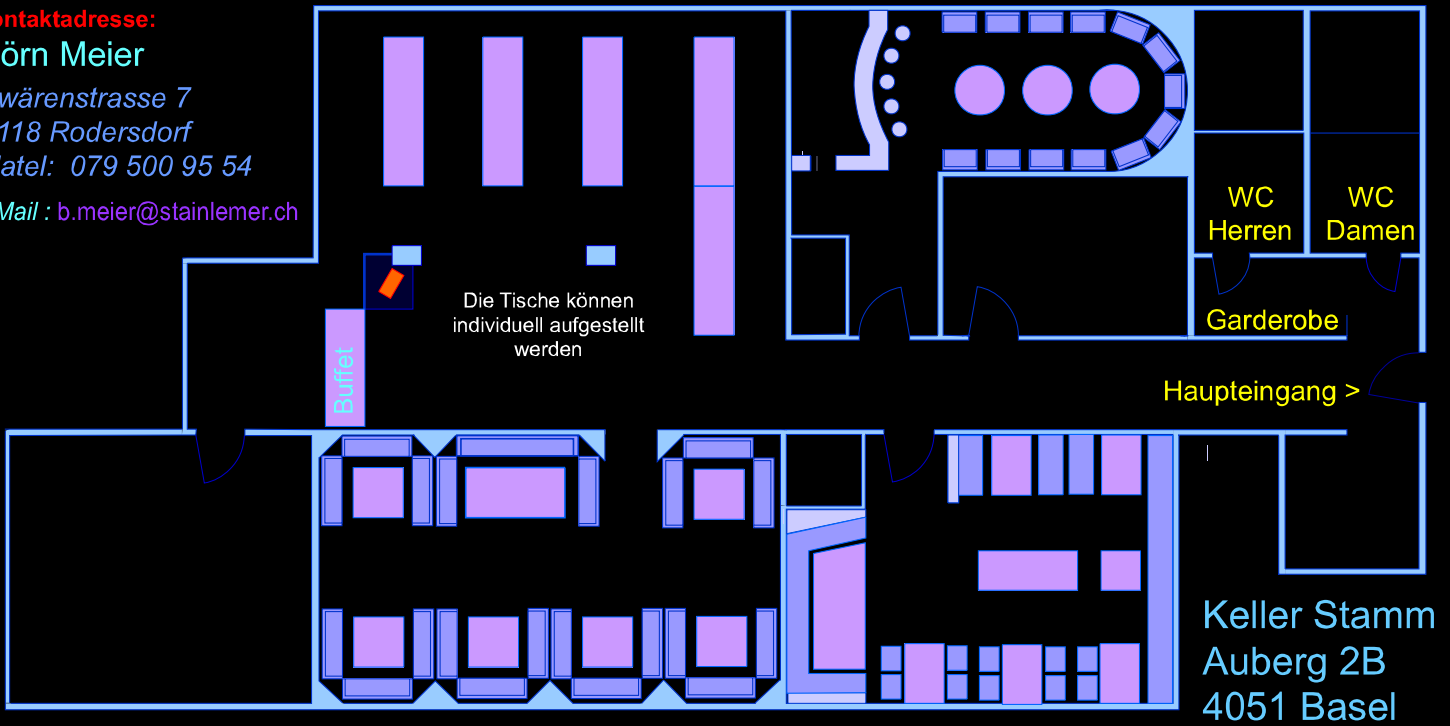 ontaktadresse:
örn Meier
wärenstrasse 7
118 Rodersdorf
latel: 079 500 95 54
Mail : b.meier@stainlemer.ch
Die Tische können
individuell aufgestellt
werden
Buffet
WC
Herren
WC
Damen
Garderobe
Haupteingang >
Keller Stamm
Auberg 2B
4051 Basel